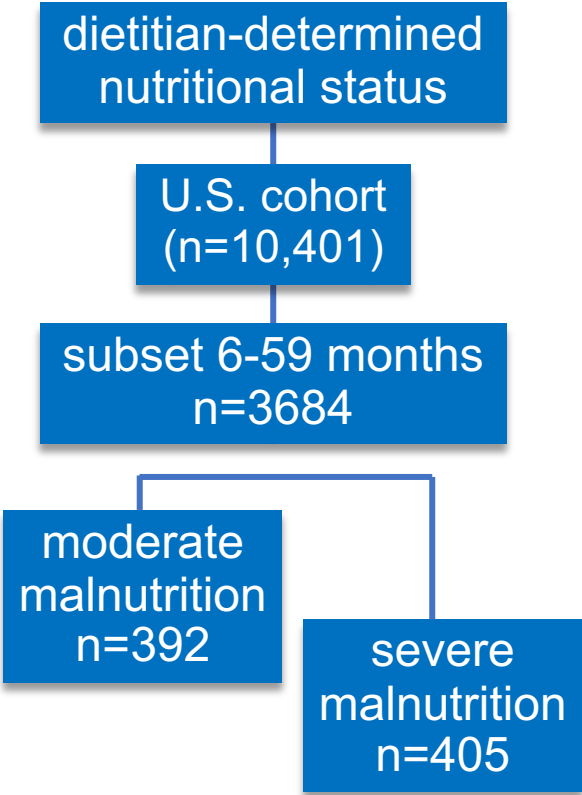 dietitian-determined
nutritional status
U.S. cohort
(n=10,401)
subset 6-59 months
n=3684
moderate
malnutrition
n=392
severe
malnutrition
n=405